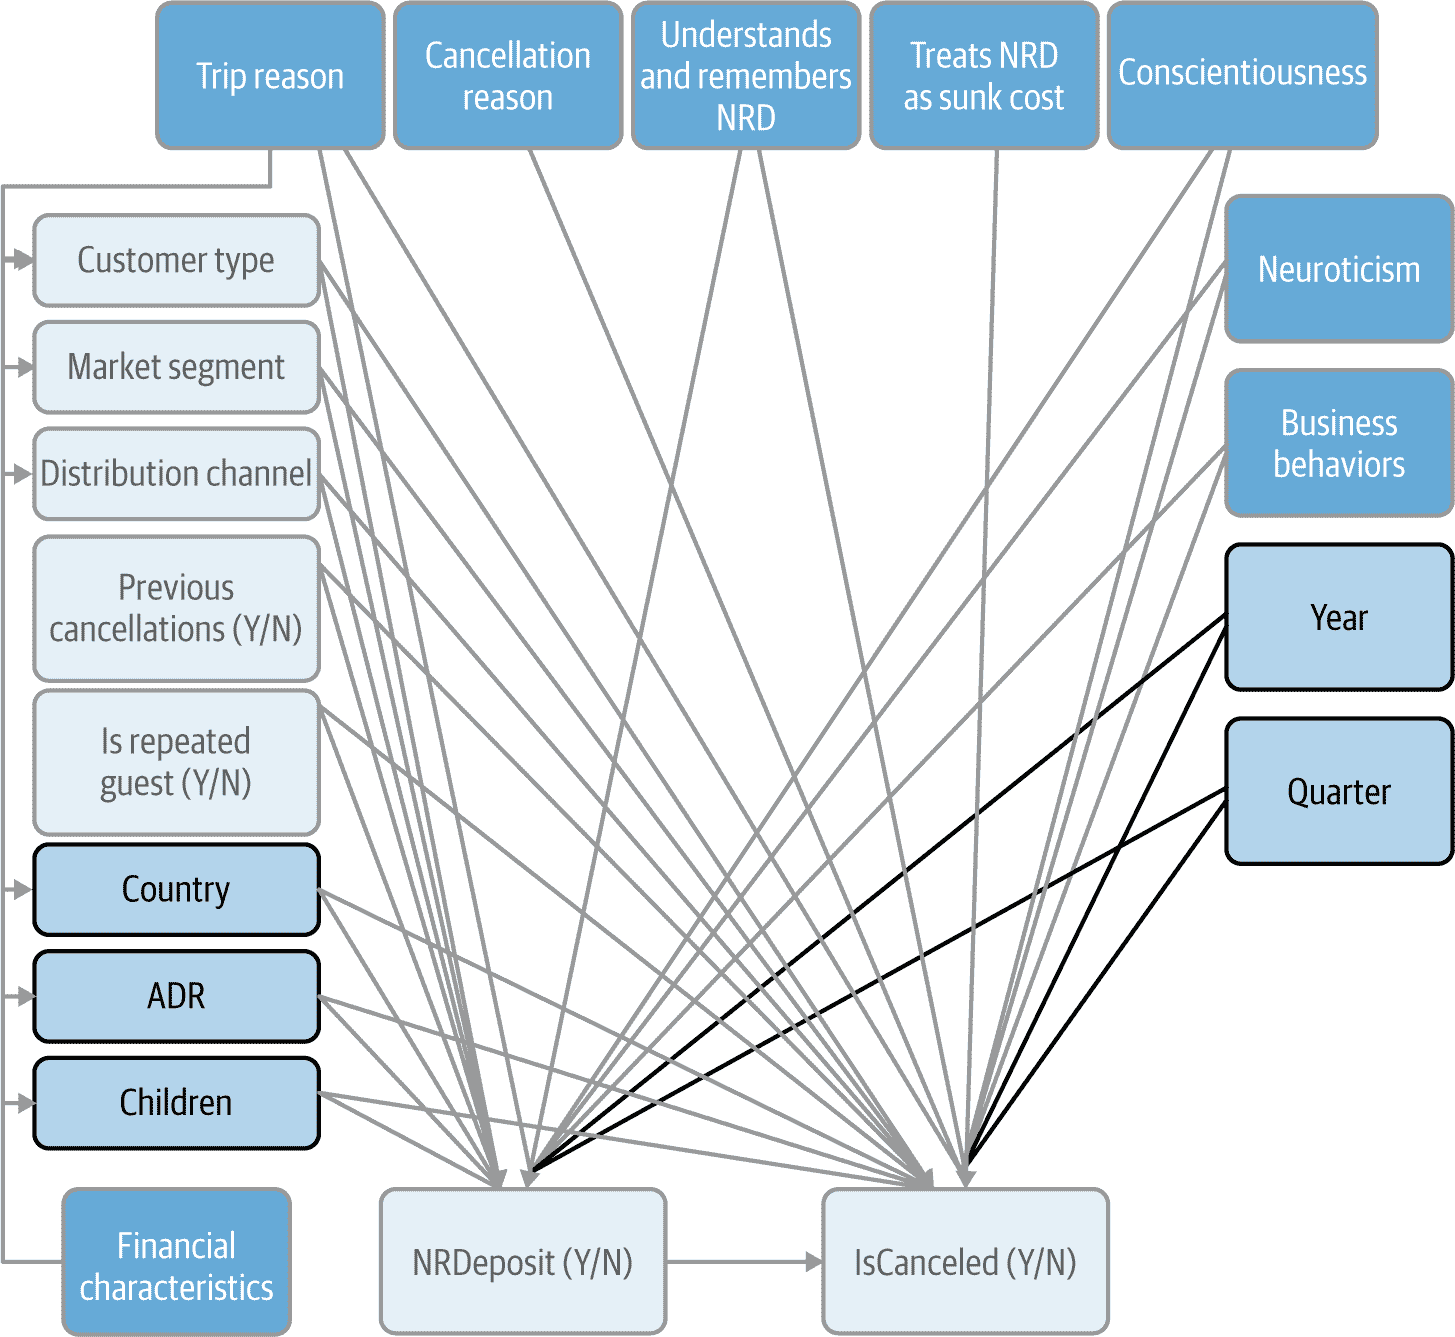 Trip reason
Cancellation
reason
Understands
and remembers
NRD
Treats NRD
as sunk cost
Conscientiousness
Customer type
Market segment
Distribution channel
Previous
cancellations (Y/N)
Is repeated
guest (Y/N)
Country
ADR
Children
Financial
characteristics
Neuroticism
Business
behaviors
Year
Quarter
NRDeposit (Y/N)
IsCanceled (Y/N)